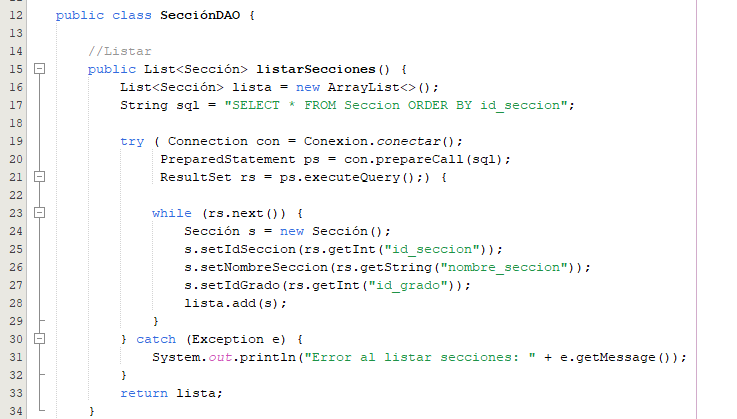 12 public class SecciónDAO {
13
14 //Listar
15 public List<Sección> listarSecciones() {
16 List<Sección> lista = new ArrayList<>();
17 String sql = "SELECT * FROM Seccion ORDER BY id_seccion";
18
19 try ( Connection con = Conexion.conectar();
20 PreparedStatement ps = con.prepareCall(sql);
21 ResultSet rs = ps.executeQuery();) {
22
23 while (rs.next()) {
24 Sección s = new Sección();
25 s.setIdSeccion(rs.getInt("id_seccion"));
26 s.setNombreSeccion(rs.getString("nombre_seccion"));
27 s.setIdGrado(rs.getInt("id_grado"));
28 lista.add(s);
29 }
30 } catch (Exception e) {
31 System.out.println("Error al listar secciones: " + e.getMessage());
32 }
33 return lista;
34 }